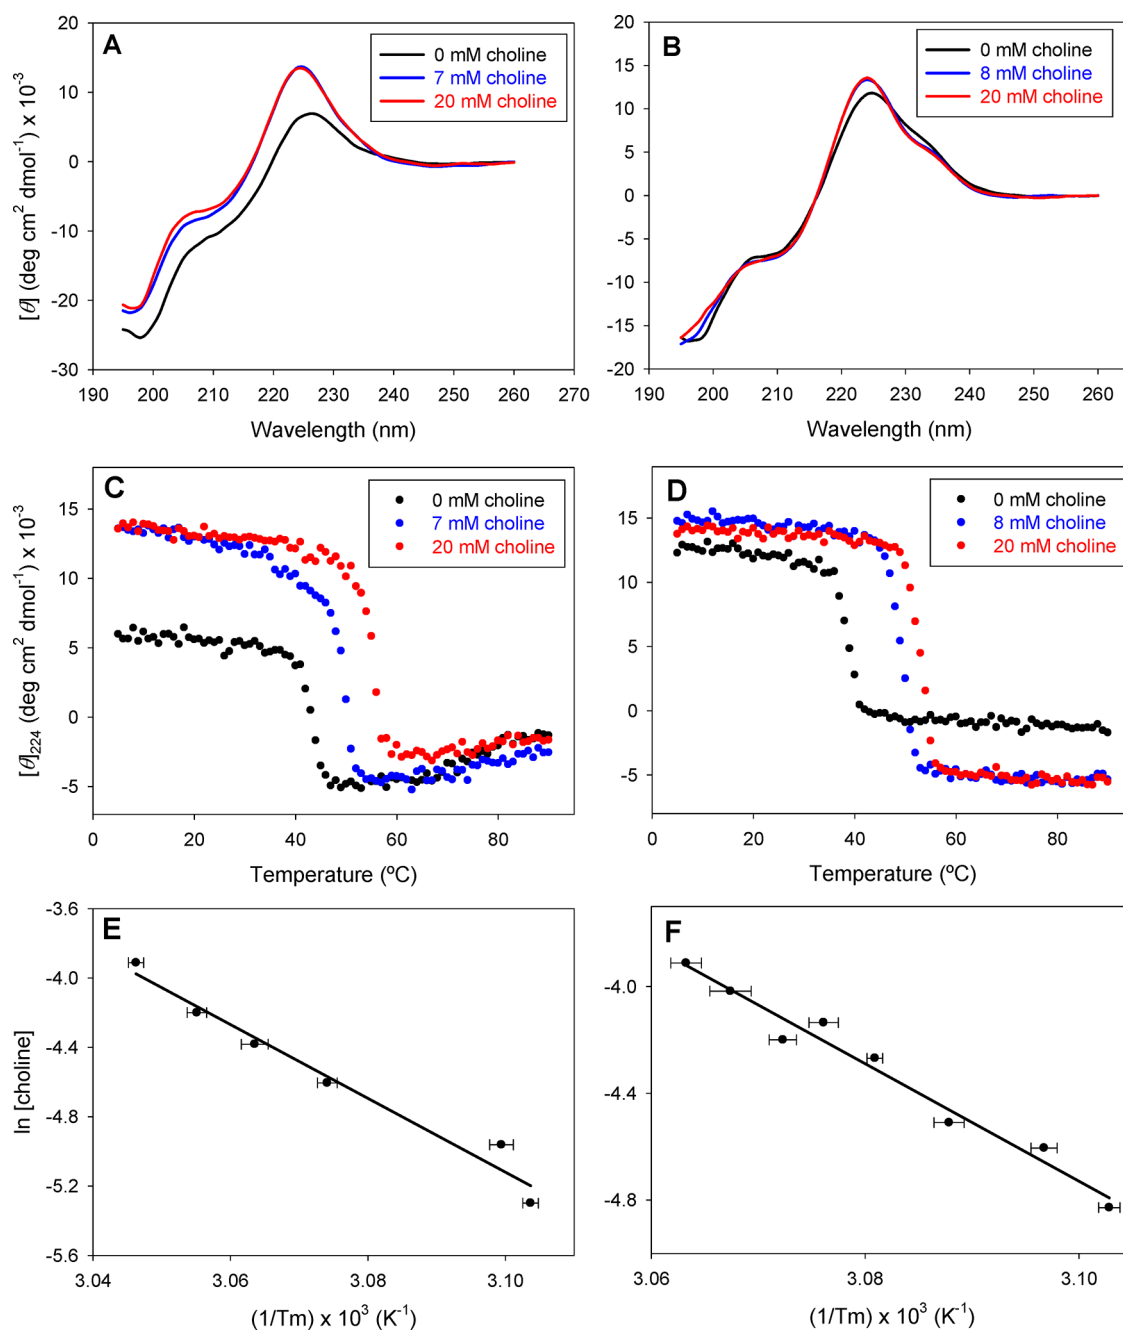 A
0 mM choline
7 mM choline
20 mM choline
20
10
0
-10
-20
-30
190 200 210 220 230 240 250 260 270
Wavelength (nm)
[θ] (deg cm² dmol⁻¹) x 10⁻³
B
0 mM choline
8 mM choline
20 mM choline
20
15
10
5
0
-5
-10
-15
-20
190 200 210 220 230 240 250 260
Wavelength (nm)
C
0 mM choline
7 mM choline
20 mM choline
15
10
5
0
-5
0 20 40 60 80
Temperature (ºC)
[θ]₂₂₄ (deg cm² dmol⁻¹) x 10⁻³
D
0 mM choline
8 mM choline
20 mM choline
15
10
5
0
-5
0 20 40 60 80
Temperature (ºC)
E
-3.6
-4.0
-4.4
-4.8
-5.2
-5.6
3.04 3.06 3.08 3.10
(1/Tm) x 10³ (K⁻¹)
ln [choline]
F
-4.0
-4.4
-4.8
3.06 3.08 3.10
(1/Tm) x 10³ (K⁻¹)